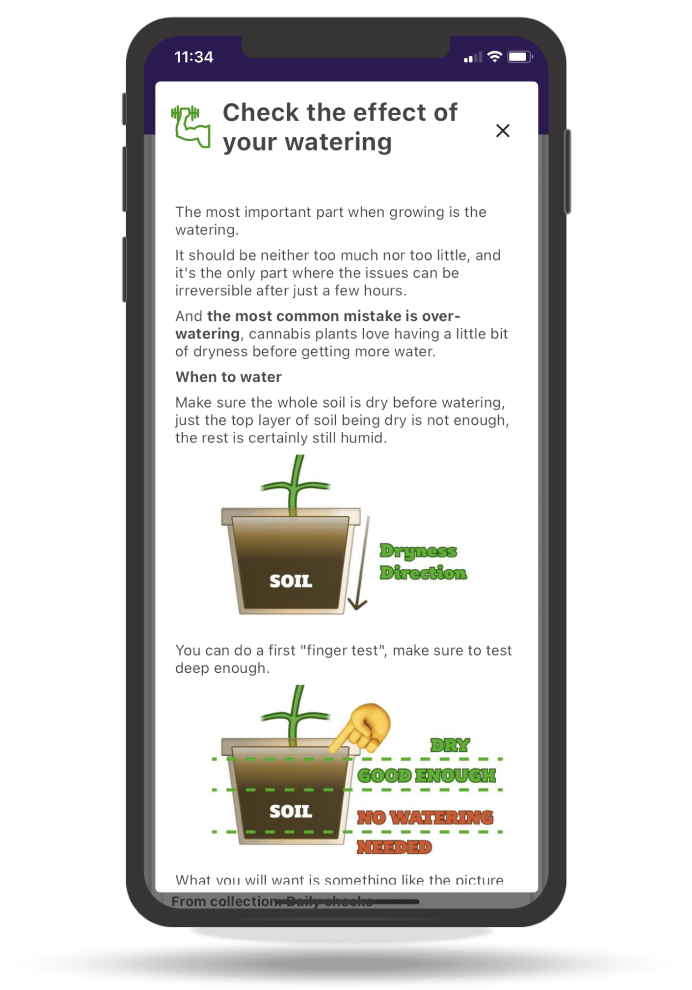 11:34
Check the effect of
your watering
The most important part when growing is the
watering.
It should be neither too much nor too little, and
it's the only part where the issues can be
irreversible after just a few hours.
And the most common mistake is over-
watering, cannabis plants love having a little bit
of dryness before getting more water.
When to water
Make sure the whole soil is dry before watering,
just the top layer of soil being dry is not enough,
the rest is certainly still humid.
SOIL
Dryness
Direction
You can do a first "finger test", make sure to test
deep enough.
DRY
GOOD ENOUGH
SOIL
NO WATERING
NEEDED
What you will want is something like the picture
From collection: Daily checks